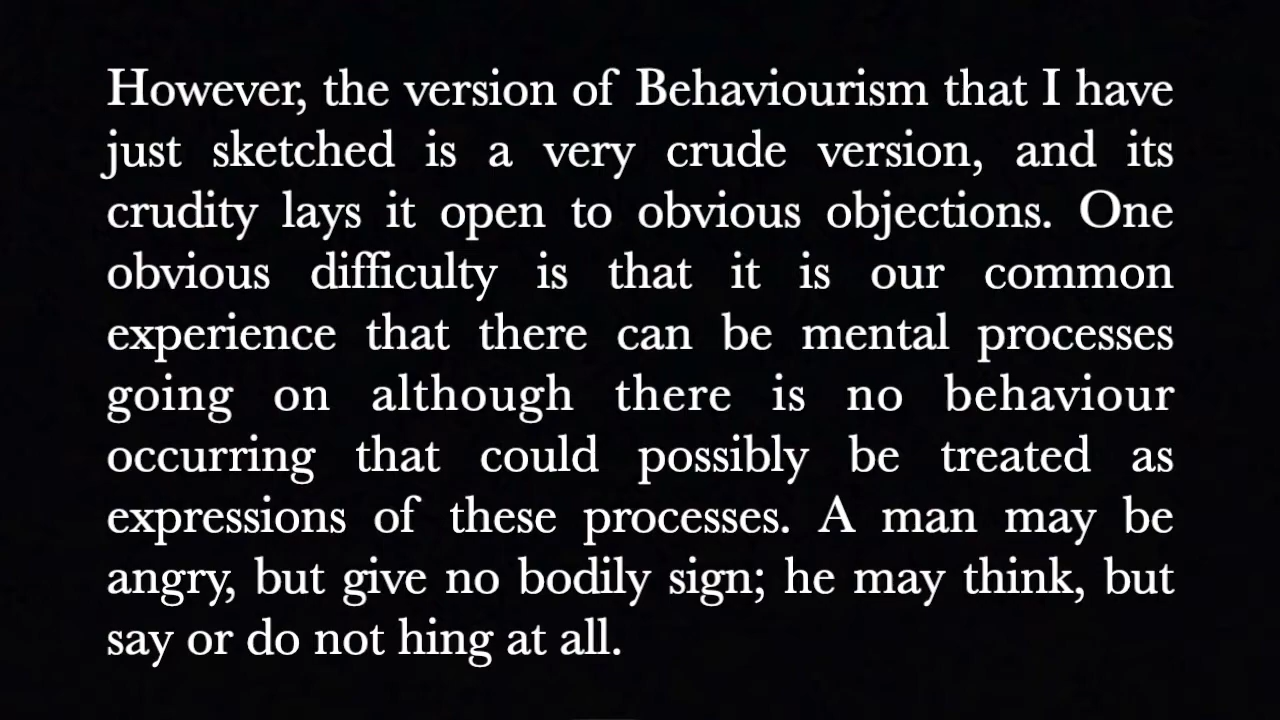 However, the version of Behaviourism that I have
just sketched is a very crude version, and its
crudity lays it open to obvious objections. One
obvious difficulty is that it is our common
experience that there can be mental processes
going on although there is no behaviour
occurring that could possibly be treated as
expressions of these processes. A man may be
angry, but give no bodily sign; he may think, but
say or do not hing at all.